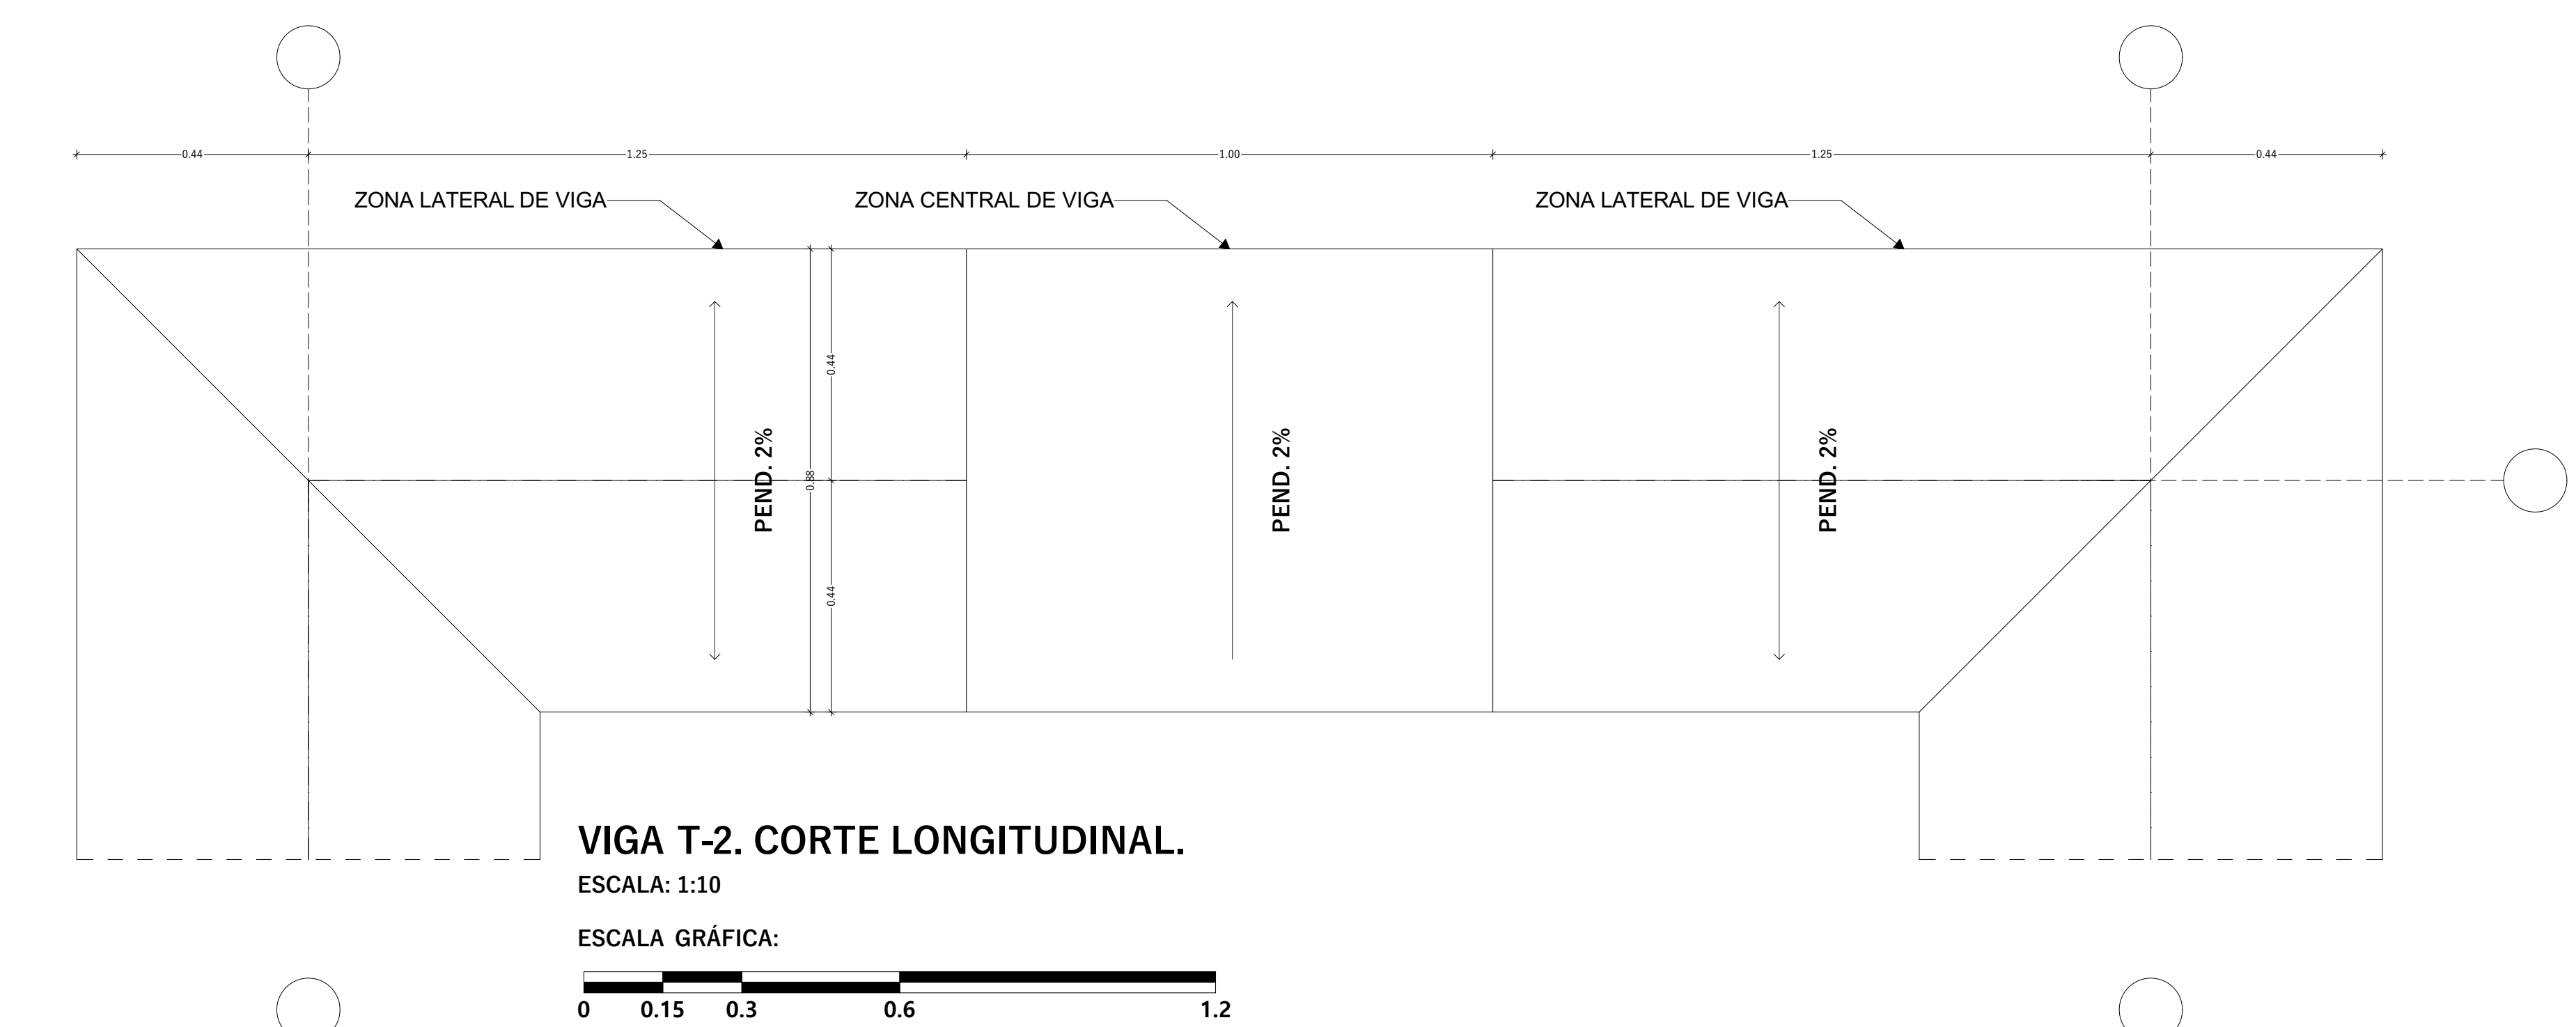 0.44
1.25
1.00
1.25
0.44
ZONA LATERAL DE VIGA
ZONA CENTRAL DE VIGA
ZONA LATERAL DE VIGA
0.44
0.88
0.44
PEND. 2%
PEND. 2%
PEND. 2%
VIGA T-2. CORTE LONGITUDINAL.
ESCALA: 1:10
ESCALA GRÁFICA:
0 0.15 0.3 0.6 1.2